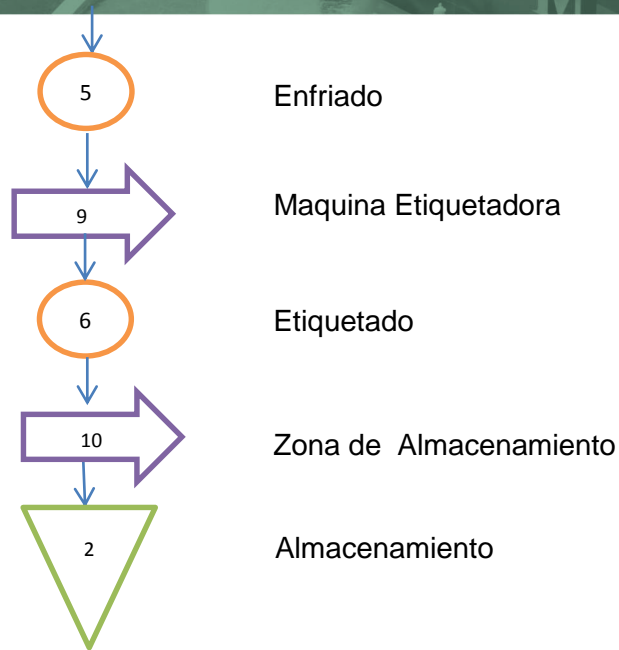 5 Enfriado
9 Maquina Etiquetadora
6 Etiquetado
10 Zona de Almacenamiento
2 Almacenamiento